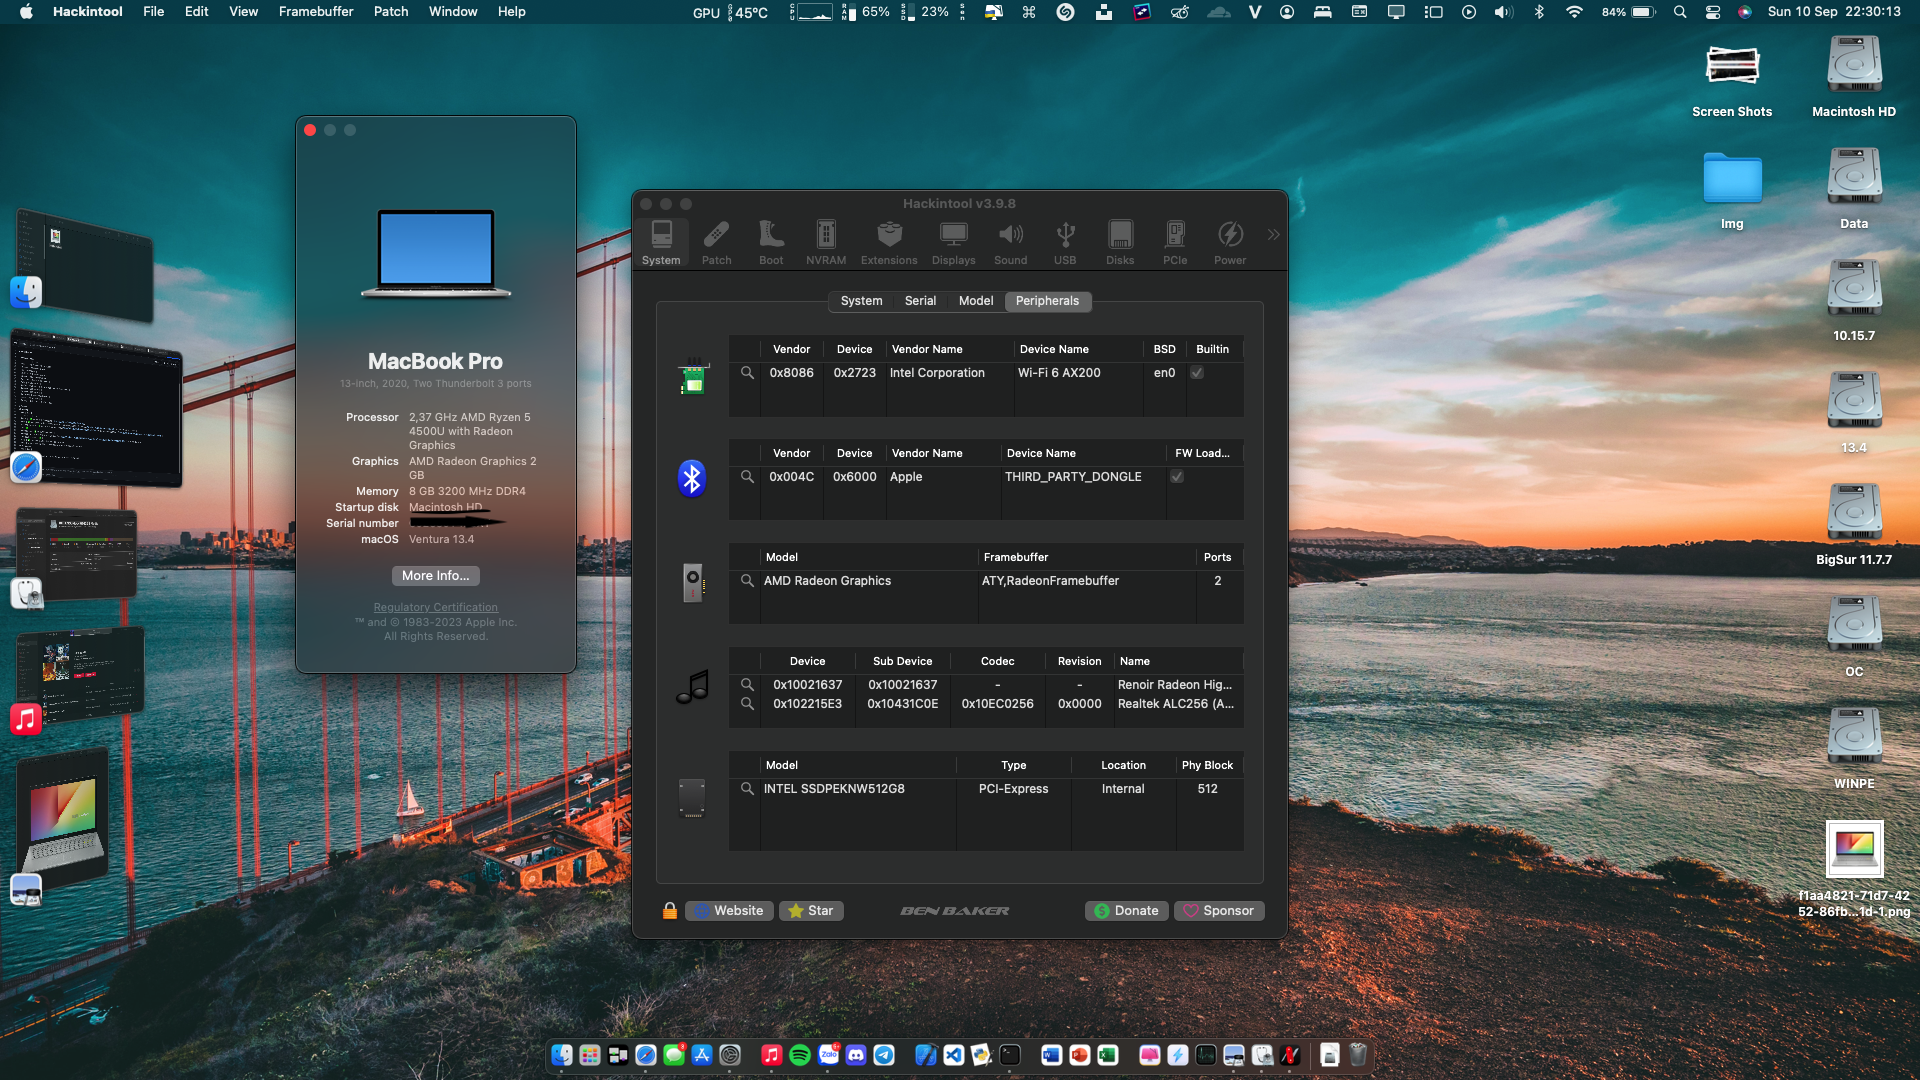 Hackintool File Edit View Framebuffer Patch Window Help
GPU 45°C 65% 23% 84% Sun 10 Sep 22:30:13
MacBook Pro
13-inch, 2020, Two Thunderbolt 3 ports
Processor 2,37 GHz AMD Ryzen 5
4500U with Radeon
Graphics
Graphics AMD Radeon Graphics 2
GB
Memory 8 GB 3200 MHz DDR4
Startup disk Macintosh HD
Serial number
macOS Ventura 13.4
More Info...
Regulatory Certification
™ and © 1983-2023 Apple Inc.
All Rights Reserved.
Hackintool v3.9.8
System Patch Boot NVRAM Extensions Displays Sound USB Disks PCIe Power
System Serial Model Peripherals
Vendor Device Vendor Name Device Name BSD Builtin
0x8086 0x2723 Intel Corporation Wi-Fi 6 AX200 en0
Vendor Device Vendor Name Device Name FW Load...
0x004C 0x6000 Apple THIRD_PARTY_DONGLE
Model Framebuffer Ports
AMD Radeon Graphics ATY,RadeonFramebuffer 2
Device Sub Device Codec Revision Name
0x10021637 0x10021637 - - Renoir Radeon Hig...
0x102215E3 0x10431C0E 0x10EC0256 0x0000 Realtek ALC256 (A...
Model Type Location Phy Block
INTEL SSDPEKNW512G8 PCI-Express Internal 512
Website Star BEN BAKER Donate Sponsor
Screen Shots Macintosh HD
Img Data
10.15.7
13.4
BigSur 11.7.7
OC
WINPE
f1aa4821-71d7-42
52-86fb...1d-1.png
Zalo